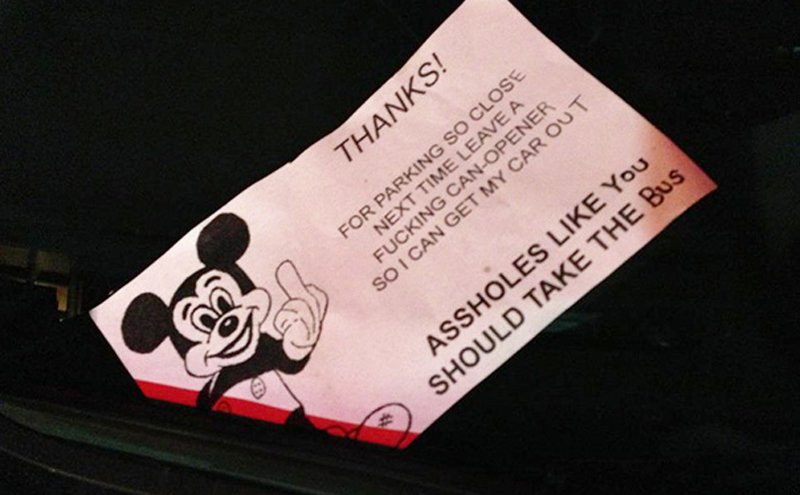 THANKS!
FOR PARKING SO CLOSE
NEXT TIME LEAVE A
FUCKING CAN-OPENER
SO I CAN GET MY CAR OUT
ASSHOLES LIKE You
SHOULD TAKE THE Bus
#